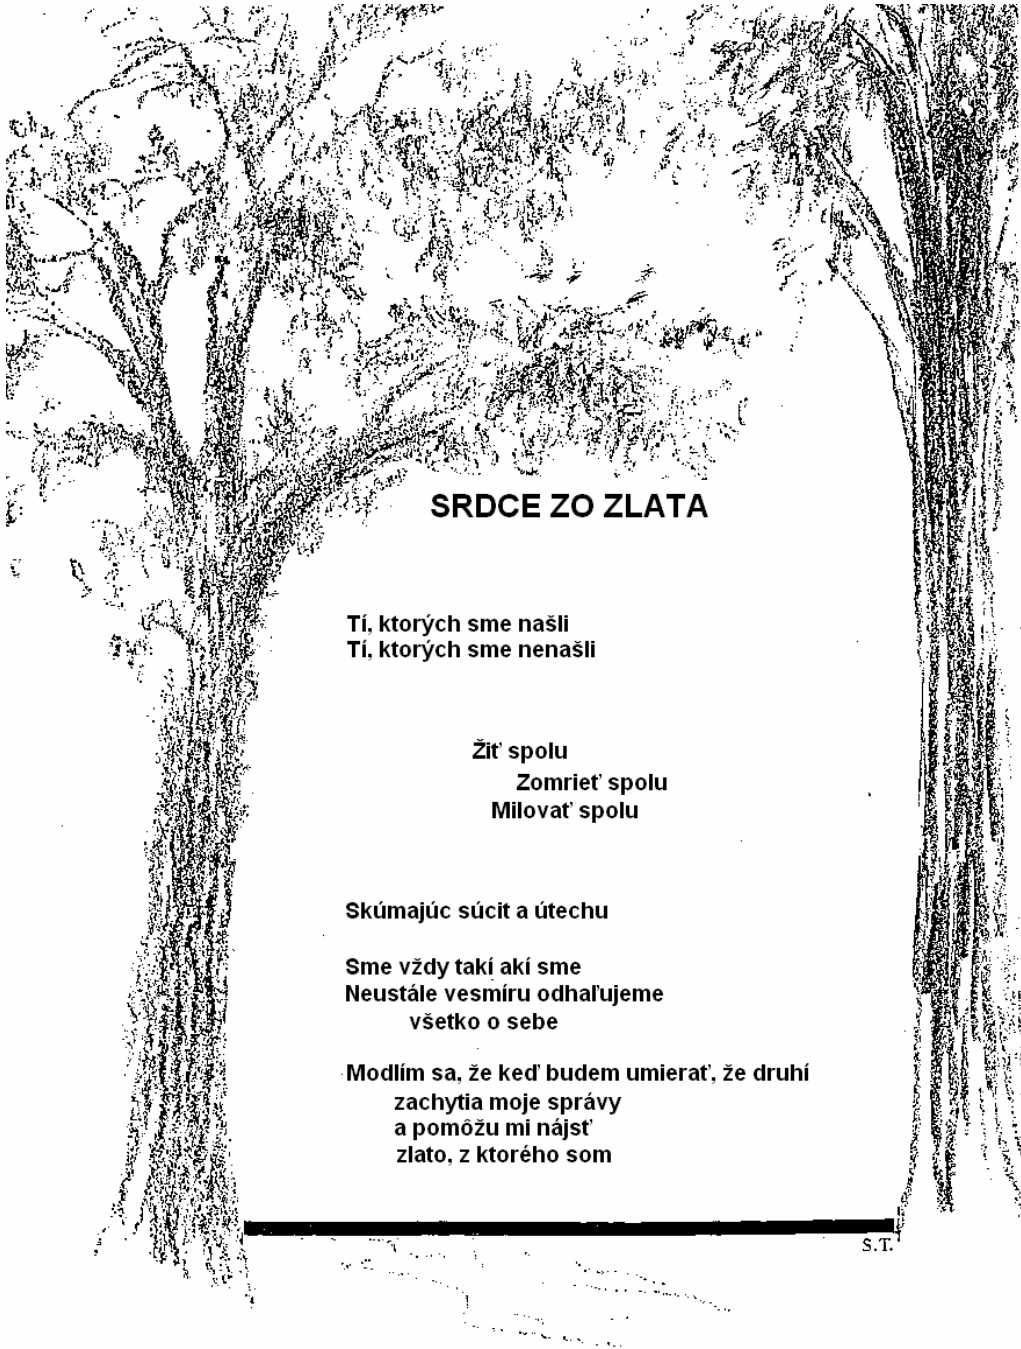 SRDCE ZO ZLATA
Tí, ktorých sme našli
Tí, ktorých sme nenašli
Žiť spolu
Zomrieť spolu
Milovať spolu
Skúmajúc súcit a útechu
Sme vždy takí akí sme
Neustále vesmíru odhaľujeme
všetko o sebe
Modlím sa, že keď budem umierať, že druhí
zachytia moje správy
a pomôžu mi nájsť
zlato, z ktorého som
S.T.